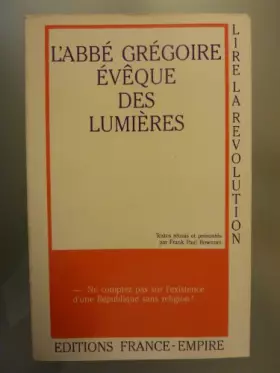 L'ABBÉ GRÉGOIRE
ÉVÊQUE
DES
LUMIÈRES
LIRE LA REVOLUTION
Textes réunis et présentés
par Frank Paul Bowman
— Ne comptez pas sur l'existence
d'une République sans religion !
EDITIONS FRANCE-EMPIRE